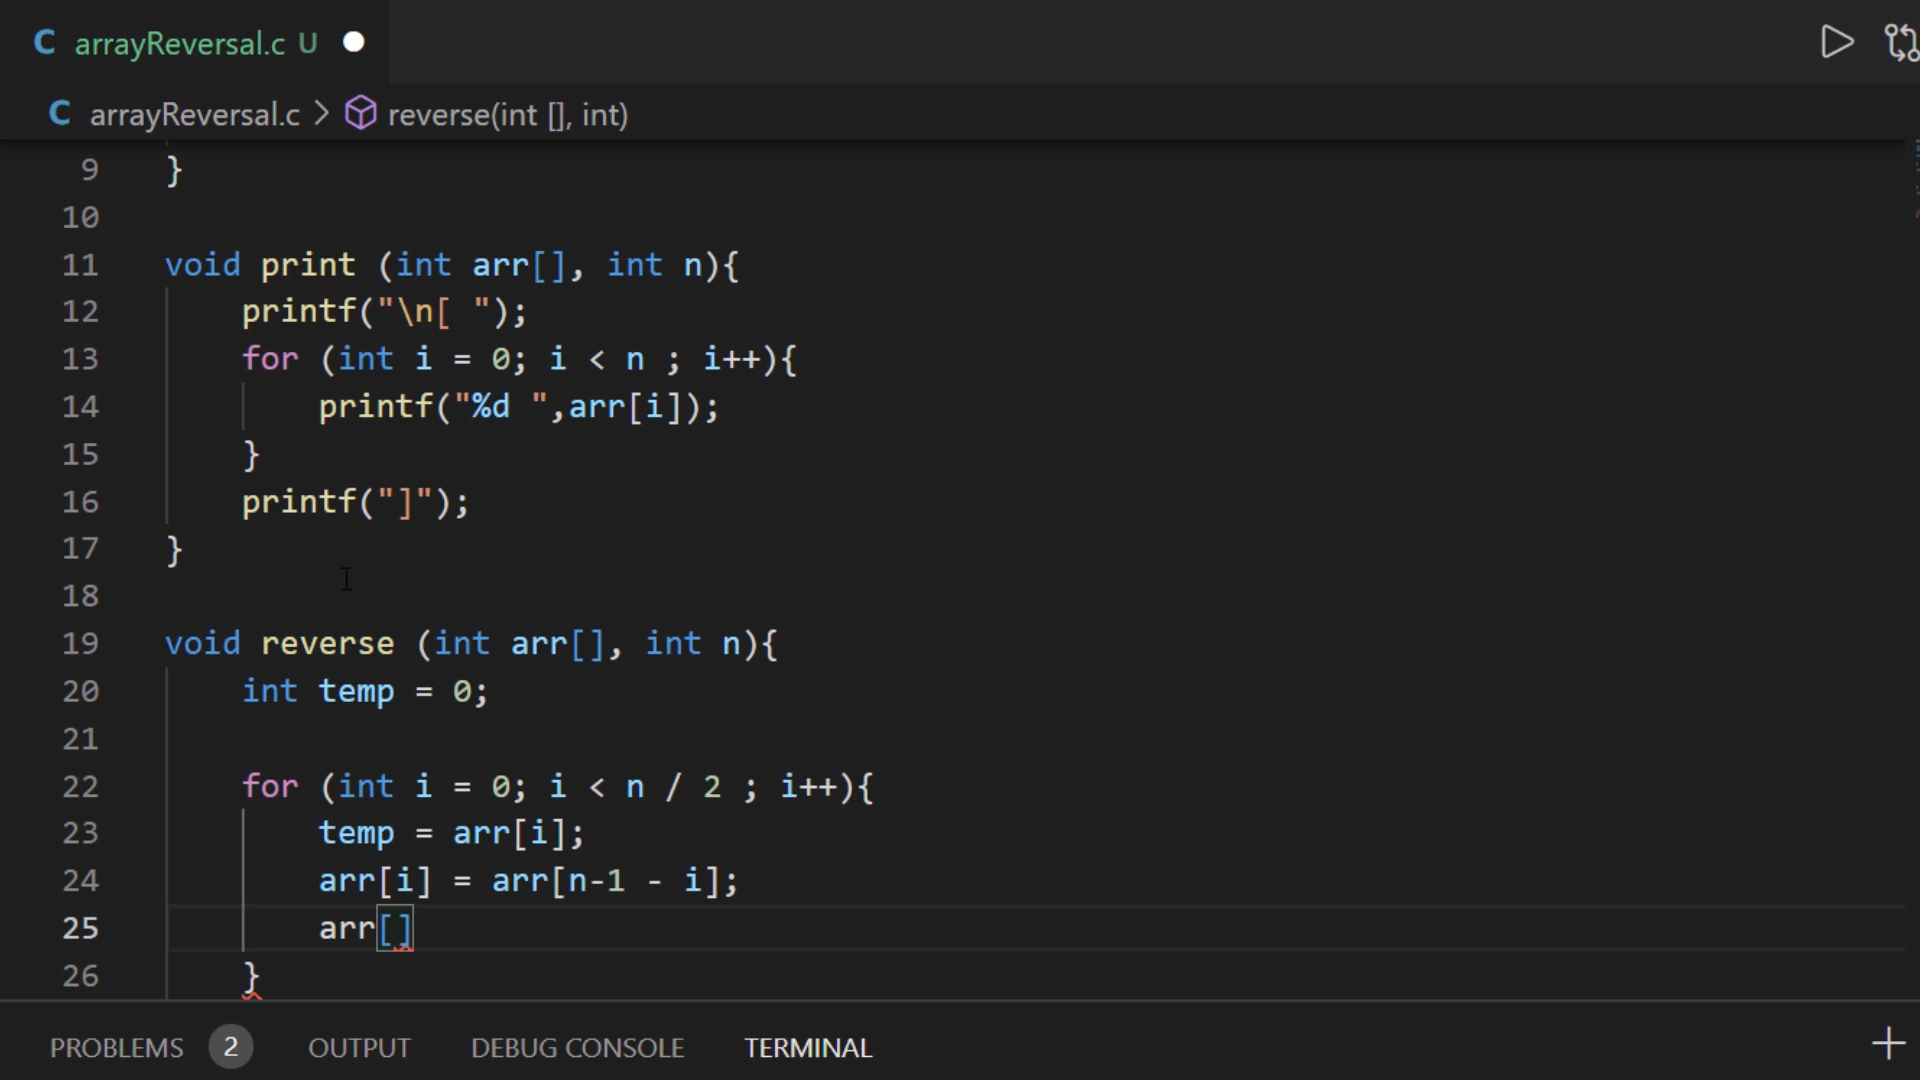 C arrayReversal.c U
C arrayReversal.c > reverse(int [], int)
9 }
10
11 void print (int arr[], int n){
12     printf("\n[ ");
13     for (int i = 0; i < n ; i++){
14         printf("%d ",arr[i]);
15     }
16     printf("]");
17 }
18
19 void reverse (int arr[], int n){
20     int temp = 0;
21
22     for (int i = 0; i < n / 2 ; i++){
23         temp = arr[i];
24         arr[i] = arr[n-1 - i];
25         arr[]
26     }
PROBLEMS 2 OUTPUT DEBUG CONSOLE TERMINAL